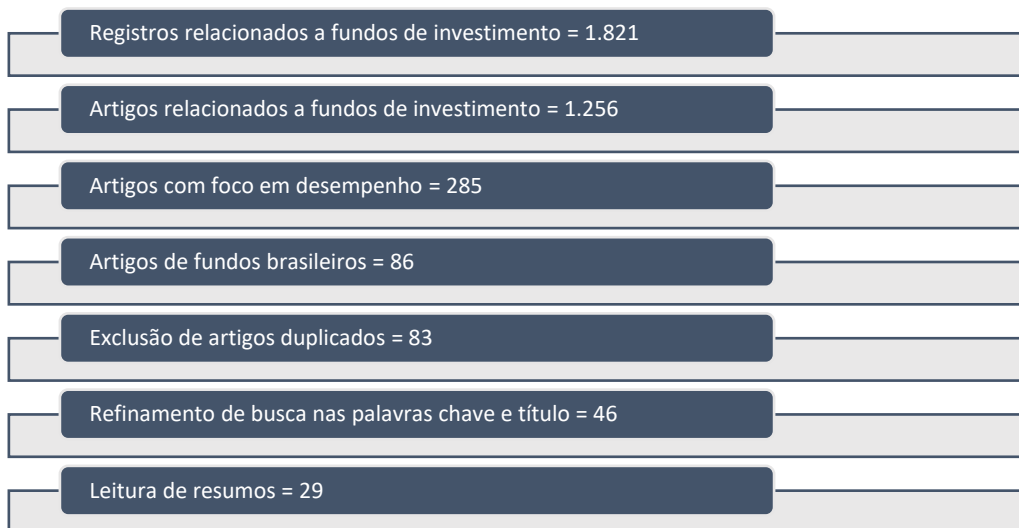 Registros relacionados a fundos de investimento = 1.821
Artigos relacionados a fundos de investimento = 1.256
Artigos com foco em desempenho = 285
Artigos de fundos brasileiros = 86
Exclusão de artigos duplicados = 83
Refinamento de busca nas palavras chave e título = 46
Leitura de resumos = 29